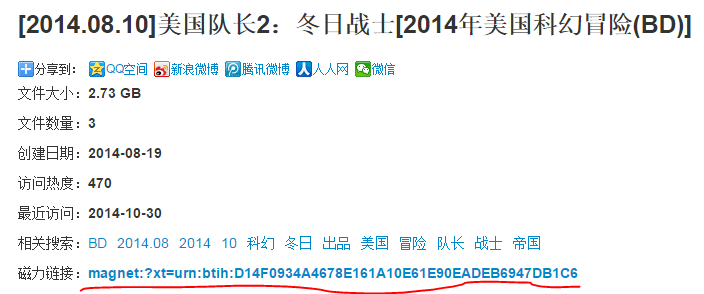 [2014.08.10]美国队长2：冬日战士[2014年美国科幻冒险(BD)]
分享到： QQ空间 新浪微博 腾讯微博 人人网 微信
文件大小：2.73 GB
文件数量：3
创建日期：2014-08-19
访问热度：470
最近访问：2014-10-30
相关搜索：BD 2014.08 2014 10 科幻 冬日 出品 美国 冒险 队长 战士 帝国
磁力链接：magnet:?xt=urn:btih:D14F0934A4678E161A10E61E90EADEB6947DB1C6